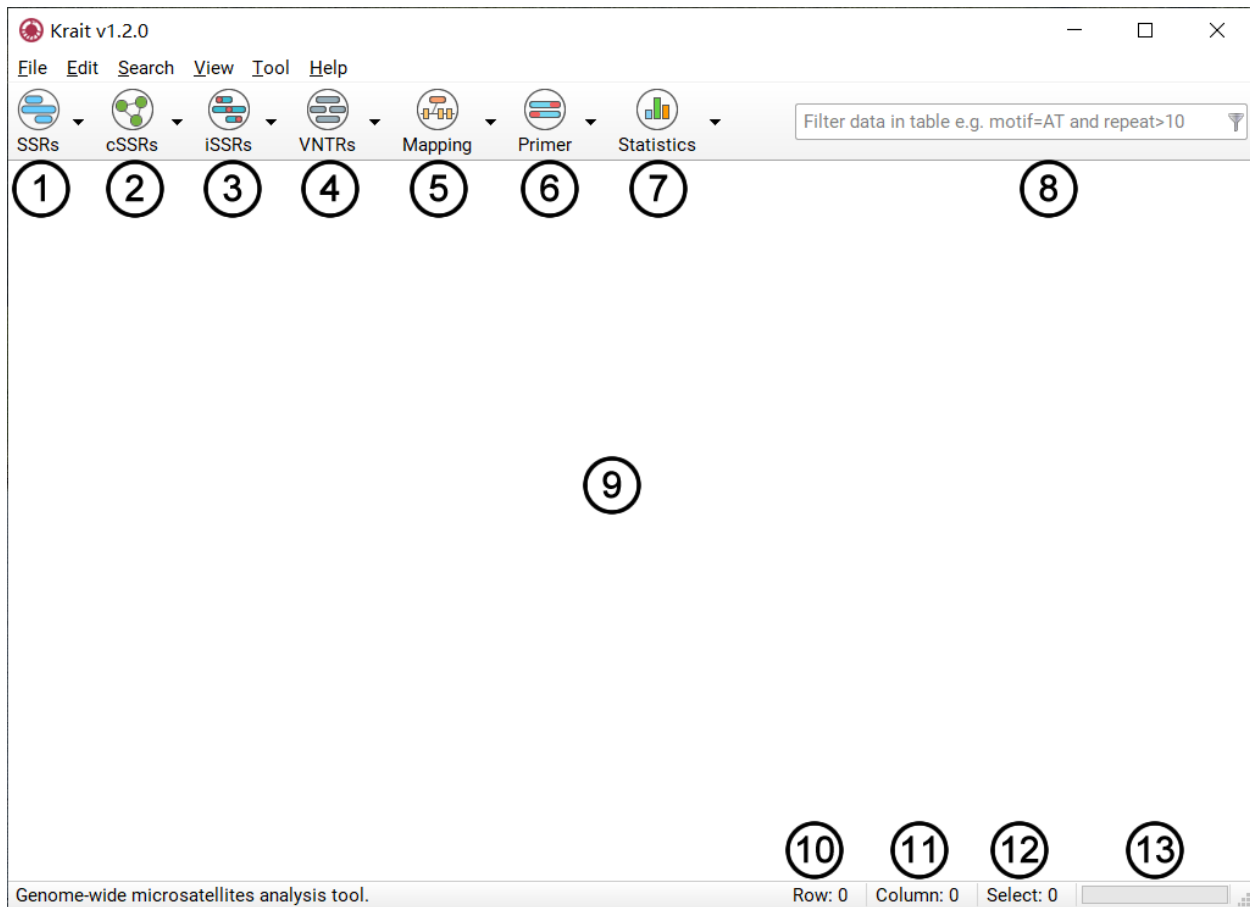 Krait v1.2.0
File Edit Search View Tool Help
SSRs cSSRs iSSRs VNTRs Mapping Primer Statistics Filter data in table e.g. motif=AT and repeat>10
1 2 3 4 5 6 7 8
9
10 11 12 13
Genome-wide microsatellites analysis tool. Row: 0 Column: 0 Select: 0